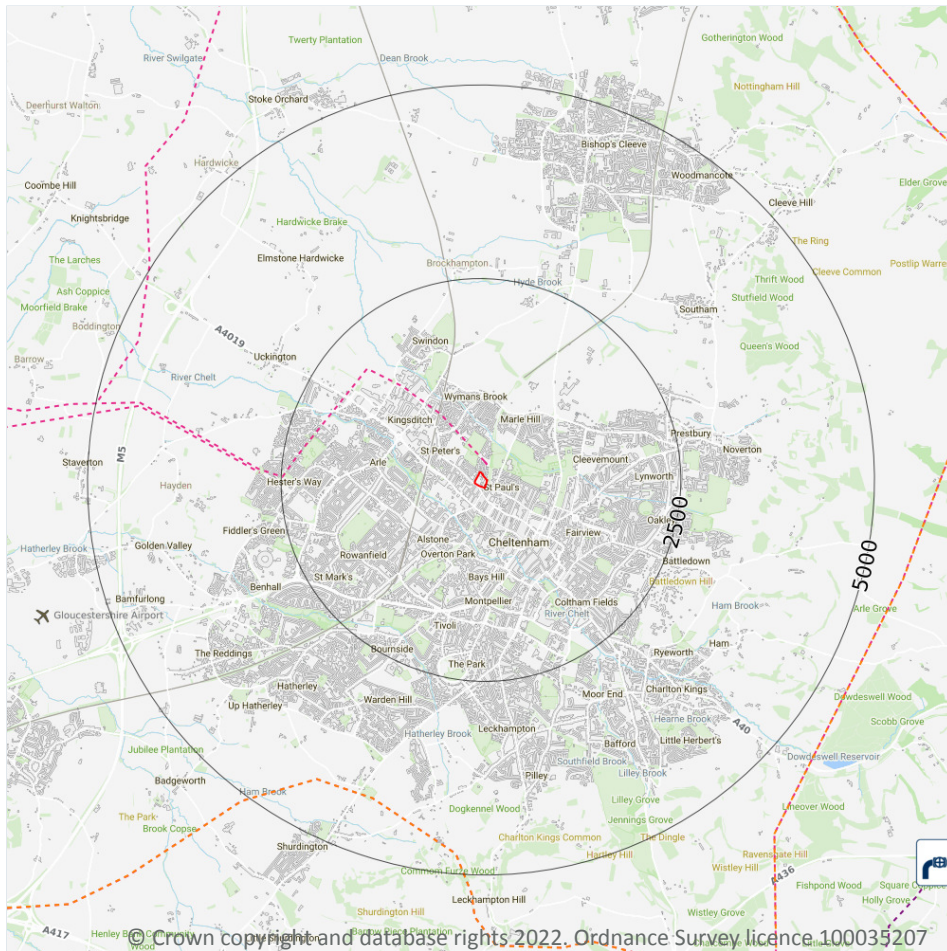 Twerty Plantation
Gotherington Wood
River Swilgate
Dean Brook
Nottingham Hill
Deerhurst Walton
Stoke Orchard
Bishop's Cleeve
Hardwicke
Woodmancote
Coombe Hill
Elder Grove
Knightsbridge
Cleeve Hill
Hardwicke Brake
The Ring
Elmstone Hardwicke
Cleeve Common
Postlip Warre
The Larches
Brockhampton
Ash Coppice
Hyde Brook
Thrift Wood
Moorfield Brake
Stutfield Wood
Southam
Boddington
A4019
Swindon
Queen's Wood
Barrow
Uckington
River Chelt
Wymans Brook
Kingsditch
Marle Hill
Prestbury
M5
St Peter's
Noverton
Staverton
Arle
Cleevemount
Hester's Way
Lynworth
Hayden
St Paul's
2500
Fiddler's Green
Oakle
Alstone
Fairview
Hatherley Brook
Golden Valley
Overton Park
Cheltenham
5000
Rowanfield
Battledown
St Mark's
Bays Hill
Benhall
Battledown Hill
Bamfurlong
Montpellier
Coltham Fields
Ham Brook
Arle Grove
Gloucestershire Airport
River Chelt
Tivoli
Ham
The Reddings
Bournside
Ryeworth
The Park
Hatherley
Moor End
Charlton Kings
Dowdeswell Wood
Up Hatherley
Warden Hill
Scobb Grove
Hearne Brook
A40
Hatherley Brook
Leckhampton
Bafford
Little Herbert's
Jubilee Plantation
Southfield Brook
Dowdeswell Reservoir
Badgeworth
Pilley
Lilley Brook
Ham Brook
Lilley Grove
Lineover Wood
The Park
Dogkennel Wood
Jennings Grove
Brook Copse
Charlton Kings Common
The Dingle
Shurdington
Hartley Hill
Ravensgate Hill
Wistley Hill
Commom Furze Wood
A436
Fishpond Wood
Square Coppice
Leckhampton Hill
Holly Grove
Shurdington Hill
Wistley Grove
A417
© Crown copyright and database rights 2022. Ordnance Survey licence 100035207